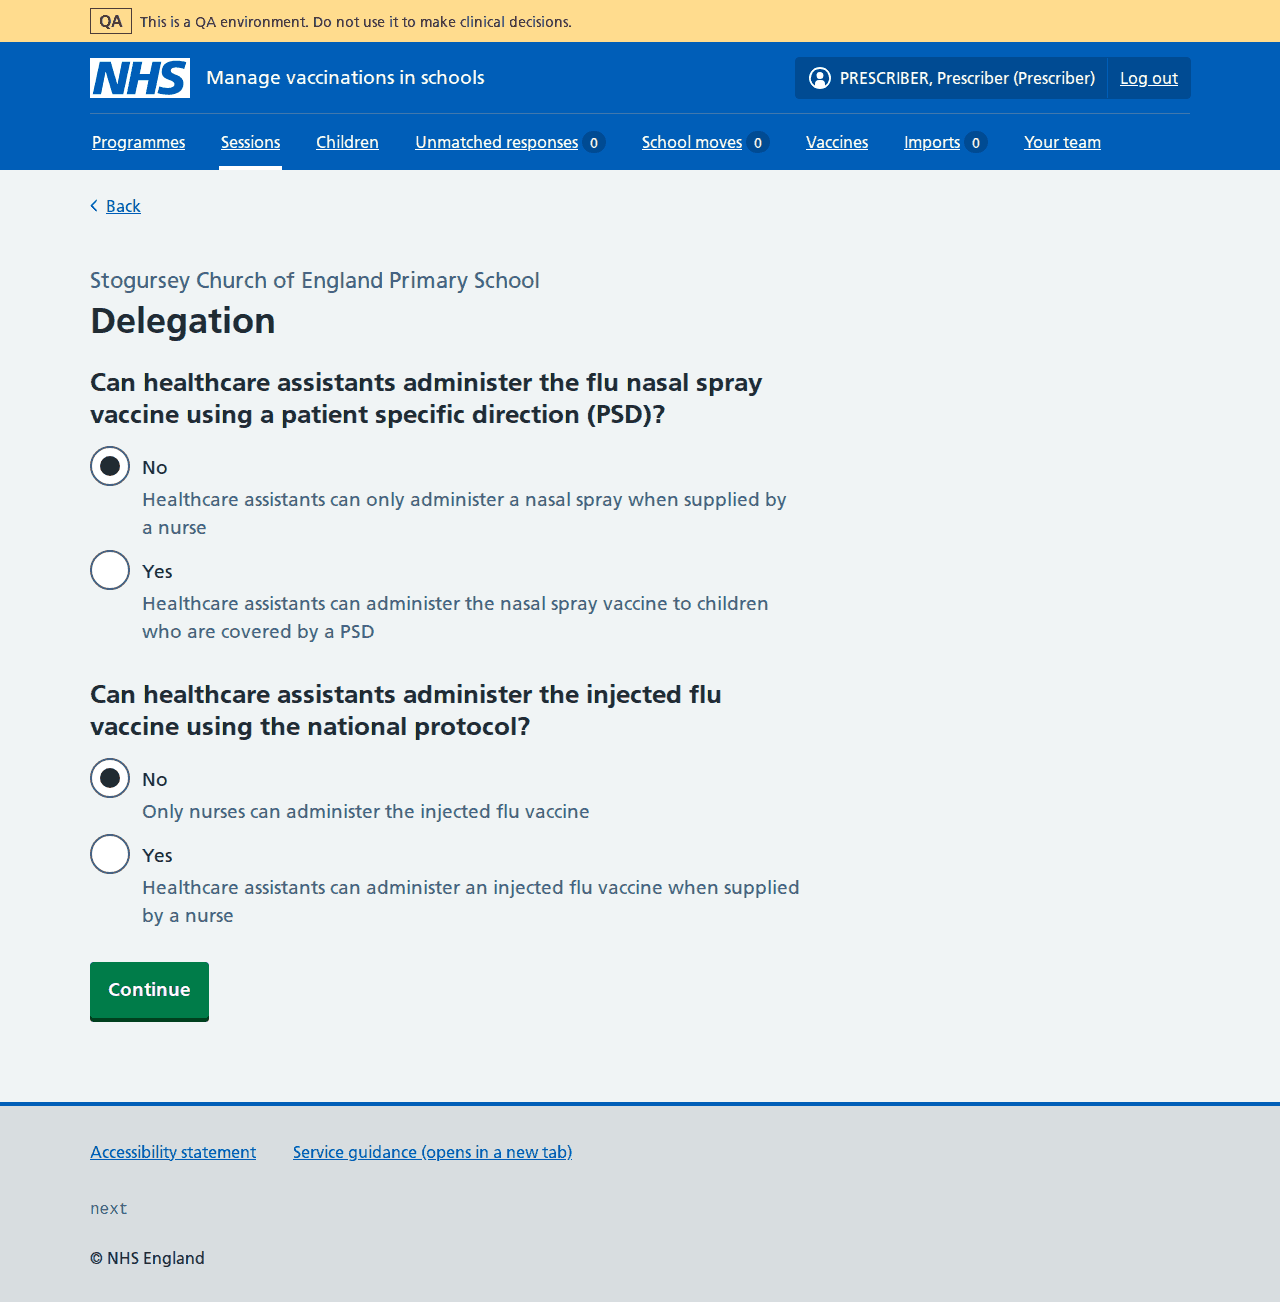 QA This is a QA environment. Do not use it to make clinical decisions.
NHS Manage vaccinations in schools PRESCRIBER, Prescriber (Prescriber) Log out
Programmes Sessions Children Unmatched responses 0 School moves 0 Vaccines Imports 0 Your team
Back
Stogursey Church of England Primary School
Delegation
Can healthcare assistants administer the flu nasal spray
vaccine using a patient specific direction (PSD)?
No
Healthcare assistants can only administer a nasal spray when supplied by
a nurse
Yes
Healthcare assistants can administer the nasal spray vaccine to children
who are covered by a PSD
Can healthcare assistants administer the injected flu
vaccine using the national protocol?
No
Only nurses can administer the injected flu vaccine
Yes
Healthcare assistants can administer an injected flu vaccine when supplied
by a nurse
Continue
Accessibility statement Service guidance (opens in a new tab)
next
© NHS England